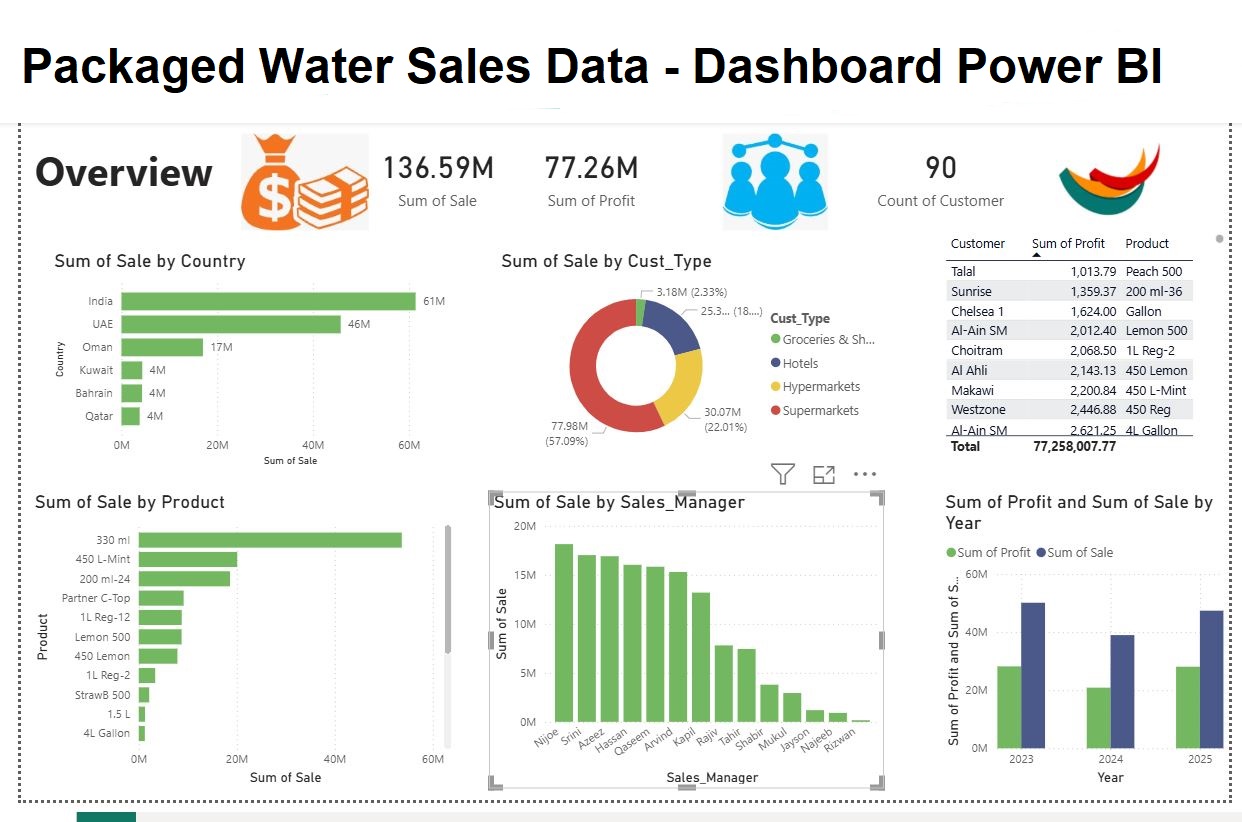 Packaged Water Sales Data - Dashboard Power BI
Overview
$
136.59M
Sum of Sale
77.26M
Sum of Profit
90
Count of Customer
Sum of Sale by Country
Country
India
61M
UAE
46M
Oman
17M
Kuwait
4M
Bahrain
4M
Qatar
4M
0M 20M 40M 60M
Sum of Sale
Sum of Sale by Cust_Type
3.18M (2.33%)
25.3... (18....)
30.07M
(22.01%)
77.98M
(57.09%)
Cust_Type
Groceries & Sh...
Hotels
Hypermarkets
Supermarkets
Customer Sum of Profit Product
Talal 1,013.79 Peach 500
Sunrise 1,359.37 200 ml-36
Chelsea 1 1,624.00 Gallon
Al-Ain SM 2,012.40 Lemon 500
Choitram 2,068.50 1L Reg-2
Al Ahli 2,143.13 450 Lemon
Makawi 2,200.84 450 L-Mint
Westzone 2,446.88 450 Reg
Al-Ain SM 2,621.25 4L Gallon
Total 77,258,007.77
Sum of Sale by Product
Product
330 ml
450 L-Mint
200 ml-24
Partner C-Top
1L Reg-12
Lemon 500
450 Lemon
1L Reg-2
StrawB 500
1.5 L
4L Gallon
0M 20M 40M 60M
Sum of Sale
Sum of Sale by Sales_Manager
Sum of Sale
20M
15M
10M
5M
0M
Nijoe Srini Azeez Hassan Qaseem Arvind Kapil Rajiv Tahir Shabir Mukul Jayson Najeeb Rizwan
Sales_Manager
Sum of Profit and Sum of Sale by
Year
Sum of Profit Sum of Sale
Sum of Profit and Sum of S...
60M
40M
20M
0M
2023 2024 2025
Year